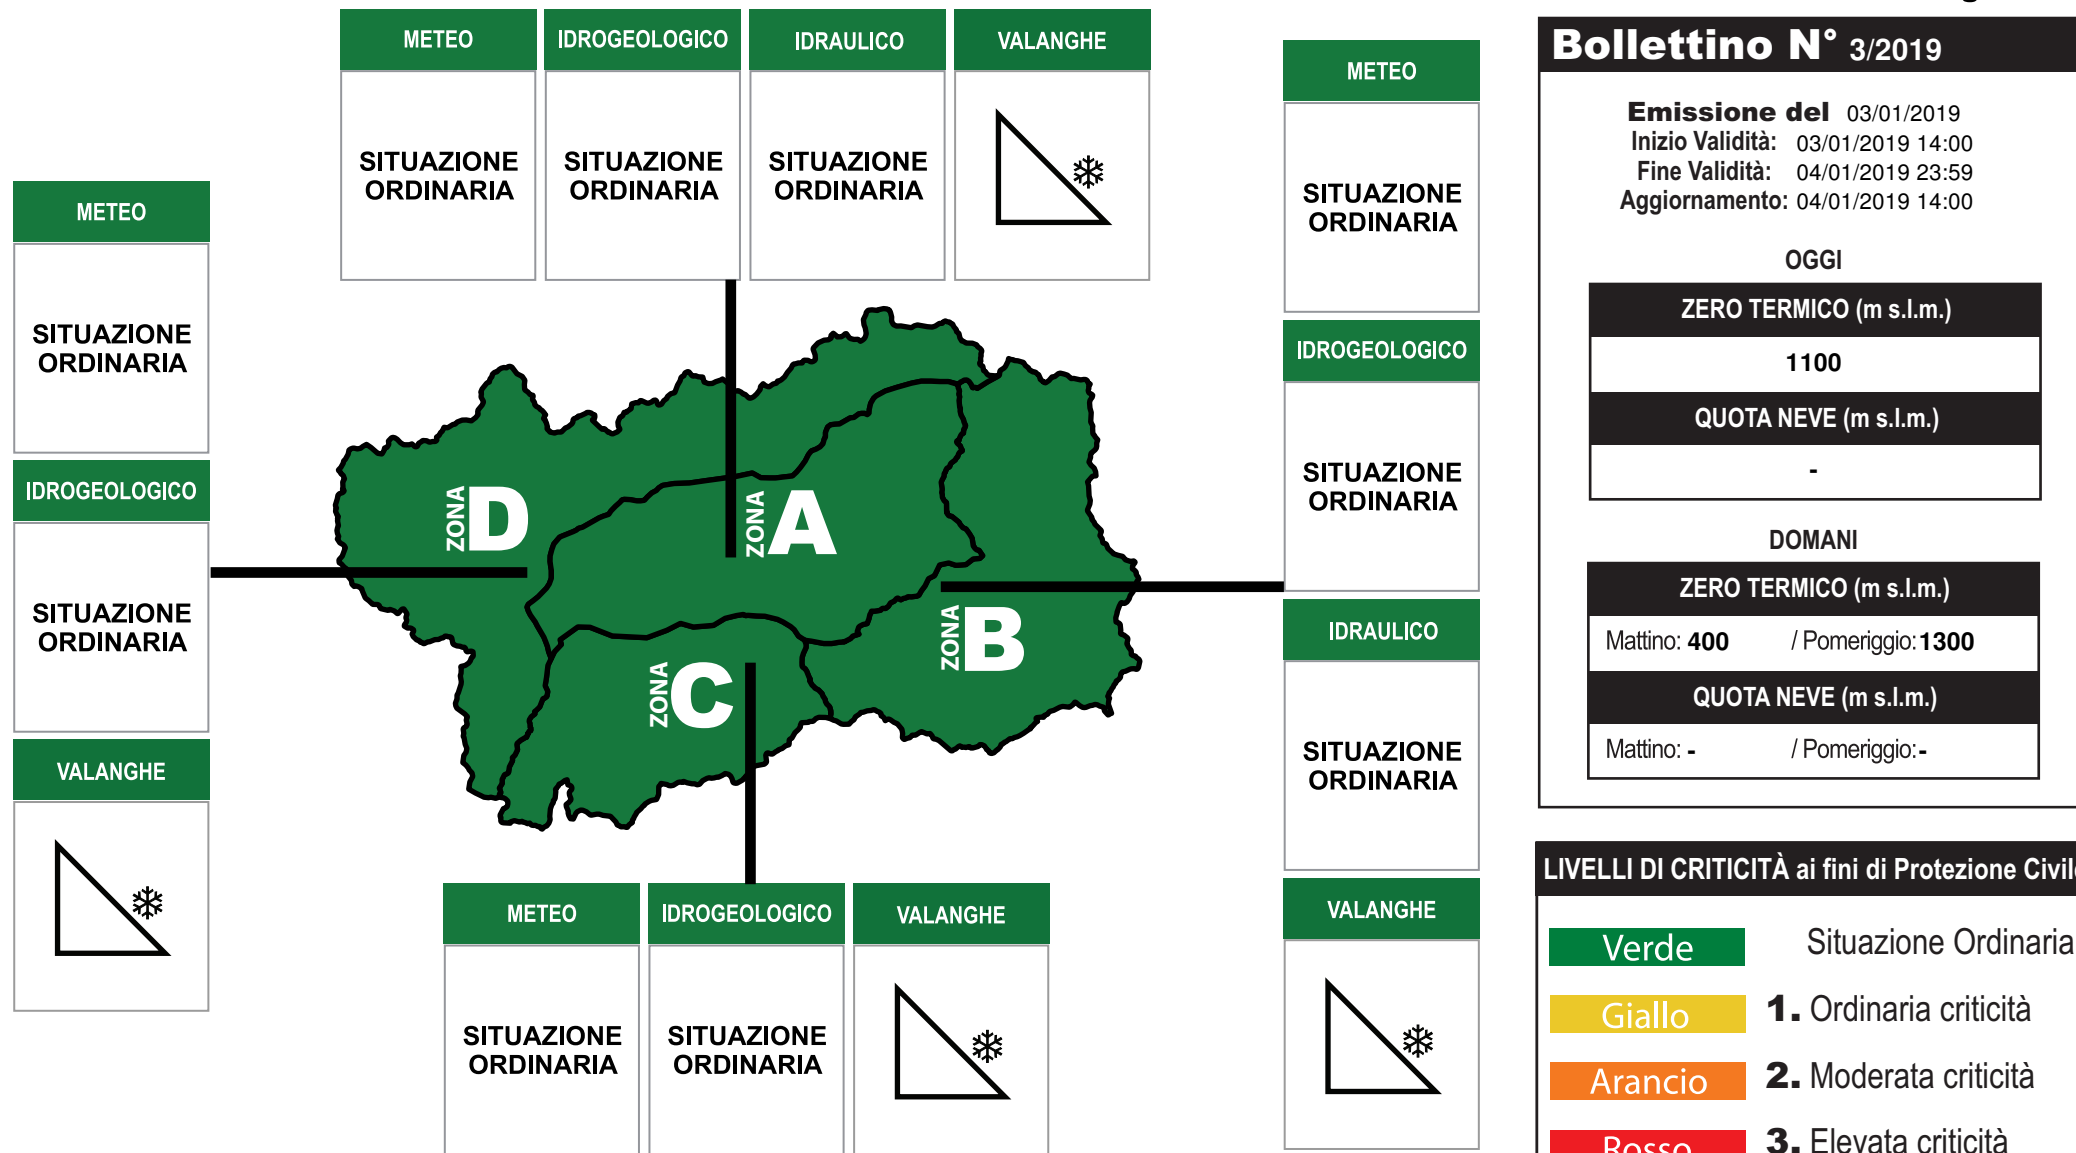 METEO
IDROGEOLOGICO
IDRAULICO
VALANGHE
SITUAZIONE
ORDINARIA
SITUAZIONE
ORDINARIA
SITUAZIONE
ORDINARIA
METEO
SITUAZIONE
ORDINARIA
IDROGEOLOGICO
SITUAZIONE
ORDINARIA
VALANGHE
ZONA D
ZONA A
ZONA B
ZONA C
METEO
IDROGEOLOGICO
VALANGHE
SITUAZIONE
ORDINARIA
SITUAZIONE
ORDINARIA
METEO
SITUAZIONE
ORDINARIA
IDROGEOLOGICO
SITUAZIONE
ORDINARIA
IDRAULICO
SITUAZIONE
ORDINARIA
VALANGHE
Bollettino N° 3/2019
Emissione del 03/01/2019
Inizio Validità: 03/01/2019 14:00
Fine Validità: 04/01/2019 23:59
Aggiornamento: 04/01/2019 14:00
OGGI
ZERO TERMICO (m s.l.m.)
1100
QUOTA NEVE (m s.l.m.)
-
DOMANI
ZERO TERMICO (m s.l.m.)
Mattino: 400 / Pomeriggio: 1300
QUOTA NEVE (m s.l.m.)
Mattino: - / Pomeriggio: -
LIVELLI DI CRITICITÀ ai fini di Protezione Civile
Verde Situazione Ordinaria
Giallo 1. Ordinaria criticità
Arancio 2. Moderata criticità
Rosso 3. Elevata criticità